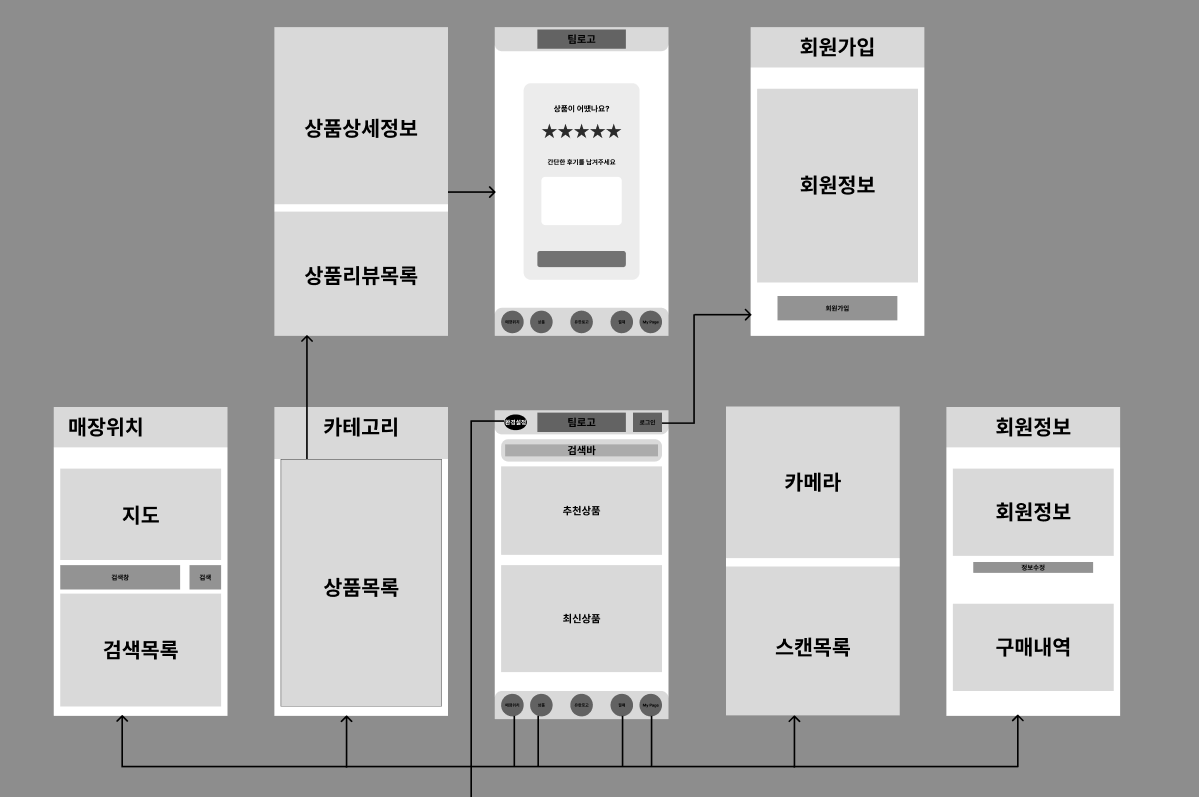 상품상세정보
상품리뷰목록
팀로고
상품이 어땠나요?
★★★★★
간단한 후기를 남겨주세요
매장위치
상품
결제
My Page
회원가입
회원정보
회원가입
매장위치
지도
검색창
검색
검색목록
카테고리
상품목록
환경설정
팀로고
로그인
검색바
추천상품
최신상품
매장위치
상품
결제
My Page
카메라
스캔목록
회원정보
회원정보
정보수정
구매내역